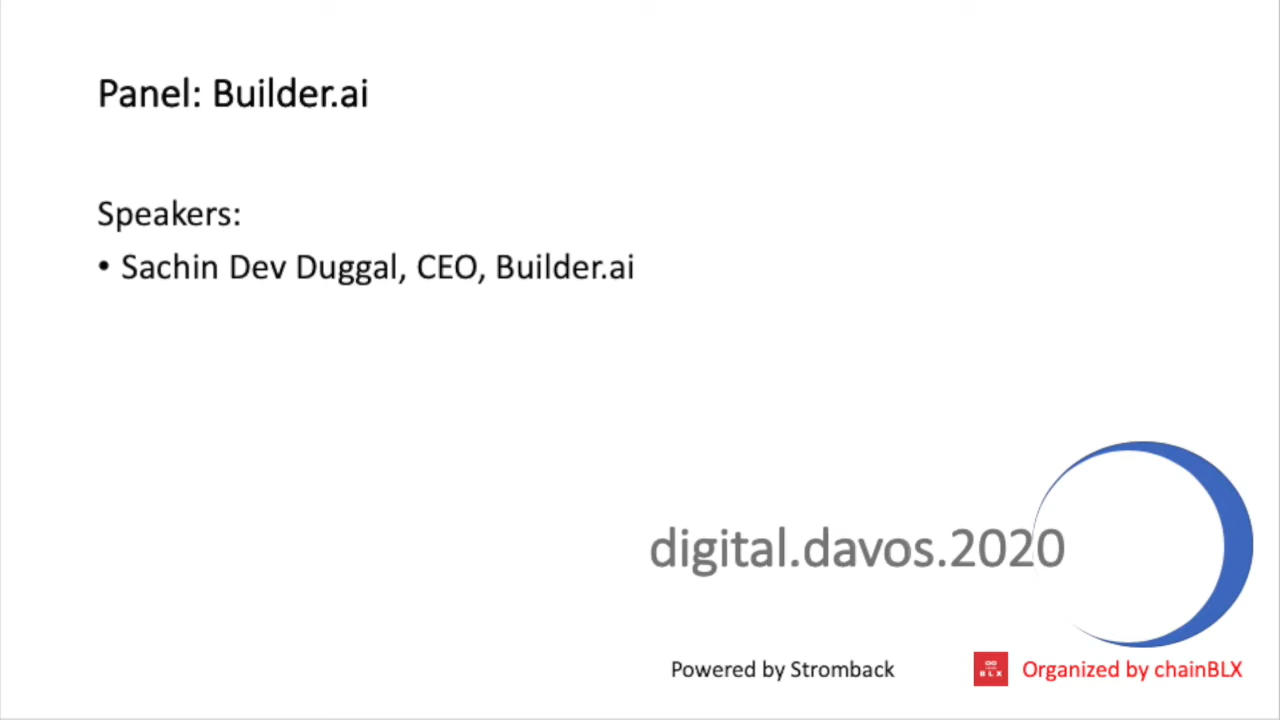 Panel: Builder.ai
Speakers:
• Sachin Dev Duggal, CEO, Builder.ai
digital.davos.2020
Powered by Stromback
BLX
Organized by chainBLX